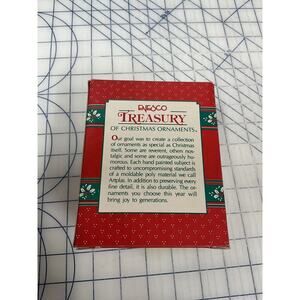 ENESCO
TREASURY
OF CHRISTMAS ORNAMENTS™
Our goal was to create a collection
of ornaments as special as Christmas
itself. Some are reverent, others nos-
talgic and some are outrageously hu-
morous. Each hand painted subject is
crafted to uncompromising standards
of a moldable poly material we call
Artplas. In addition to preserving every
fine detail, it is also durable. The or-
naments you choose this year will
bring joy to generations.